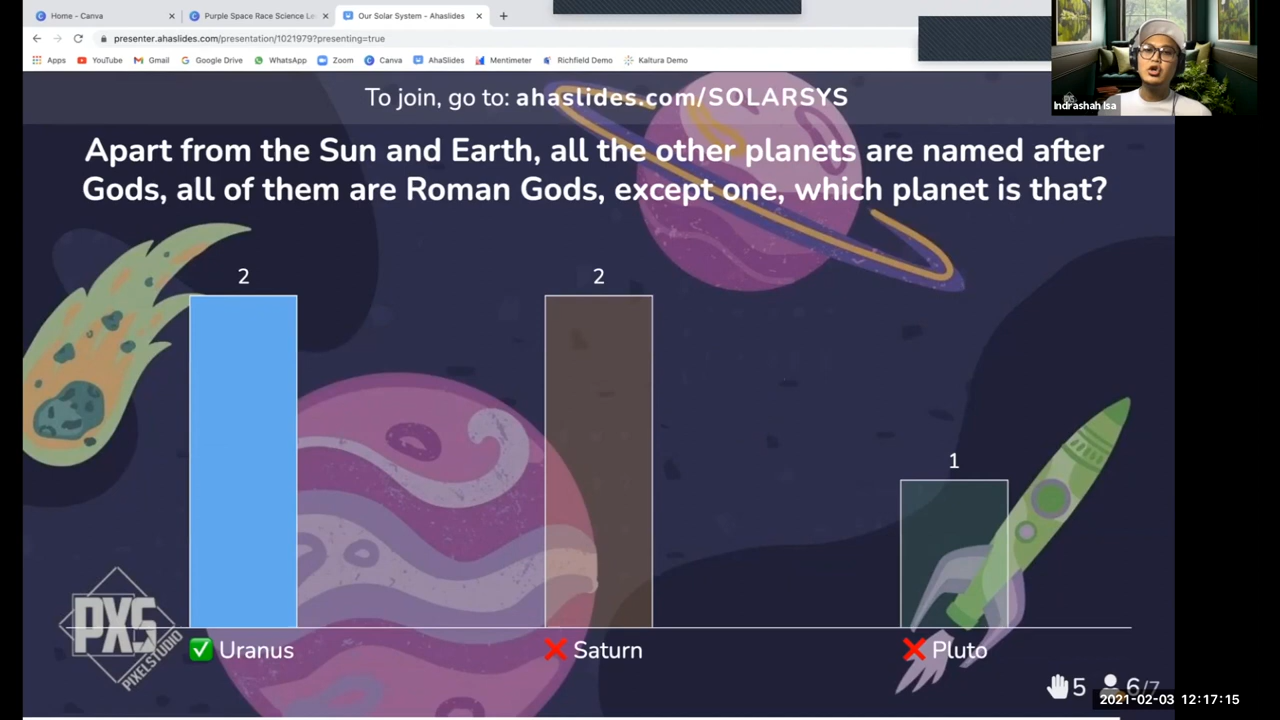 Home - Canva
Purple Space Race Science Le
Our Solar System - Ahaslides
presenter.ahaslides.com/presentation/1021979?presenting=true
Apps YouTube Gmail Google Drive WhatsApp Zoom Canva AhaSlides Mentimeter Richfield Demo Kaltura Demo
Indrashah Isa
To join, go to: ahaslides.com/SOLARSYS
Apart from the Sun and Earth, all the other planets are named after
Gods, all of them are Roman Gods, except one, which planet is that?
2 2
1
PXS
PIXELSTUDIO
Uranus Saturn Pluto
5 6/7
2021-02-03 12:17:15